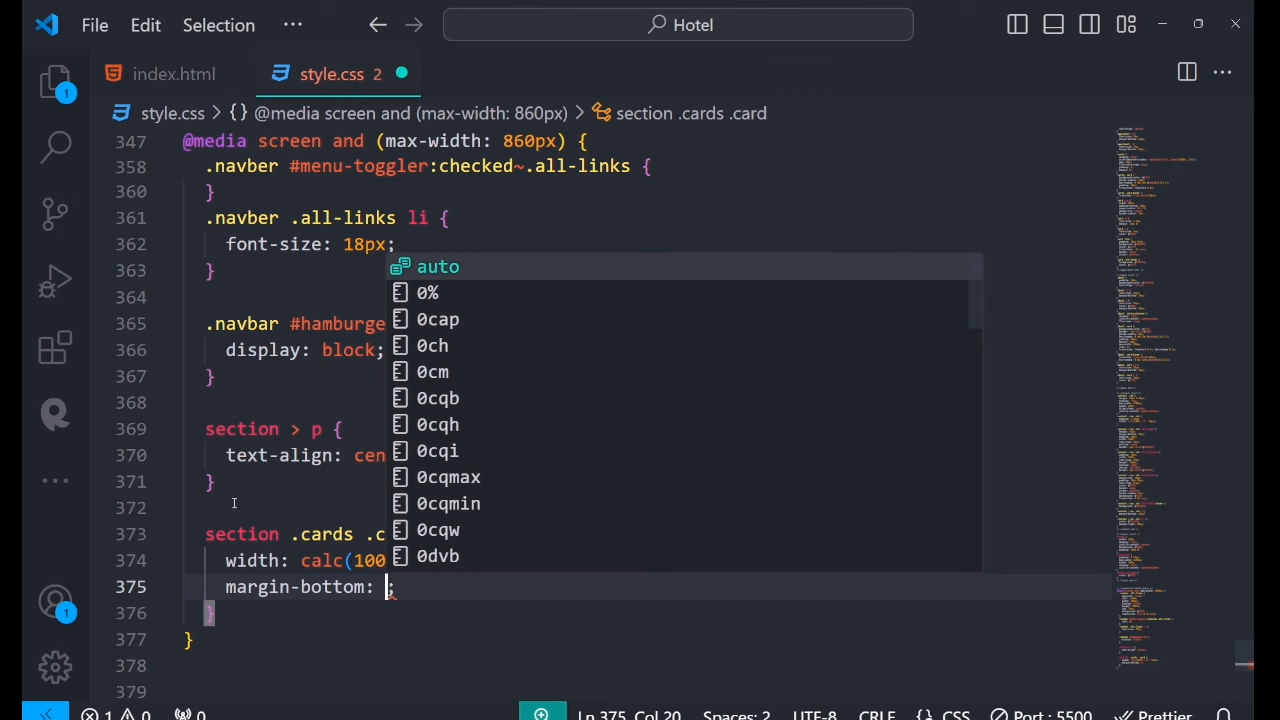 File Edit Selection ··· Hotel
index.html style.css 2
style.css > {} @media screen and (max-width: 860px) > section .cards .card
347 @media screen and (max-width: 860px) {
358 .navber #menu-toggler:checked~.all-links {
360 }
361 .navber .all-links li {
362 font-size: 18px;
363 }
auto
0%
364
0cap
365 .navbar #hamburge
0ch
366 display: block;
0cm
367 }
0cqb
368
0cqh
369 section > p {
0cqi
370 text-align: cen
0cqmax
371 }
0cqmin
372
0cqw
373 section .cards .c
0dvb
374 width: calc(100
375 margin-bottom: ;
376 }
377 }
378
379
1
1
1 0 0 Ln 375, Col 20 Spaces: 2 UTF-8 CRLF {} CSS Port : 5500 Prettier